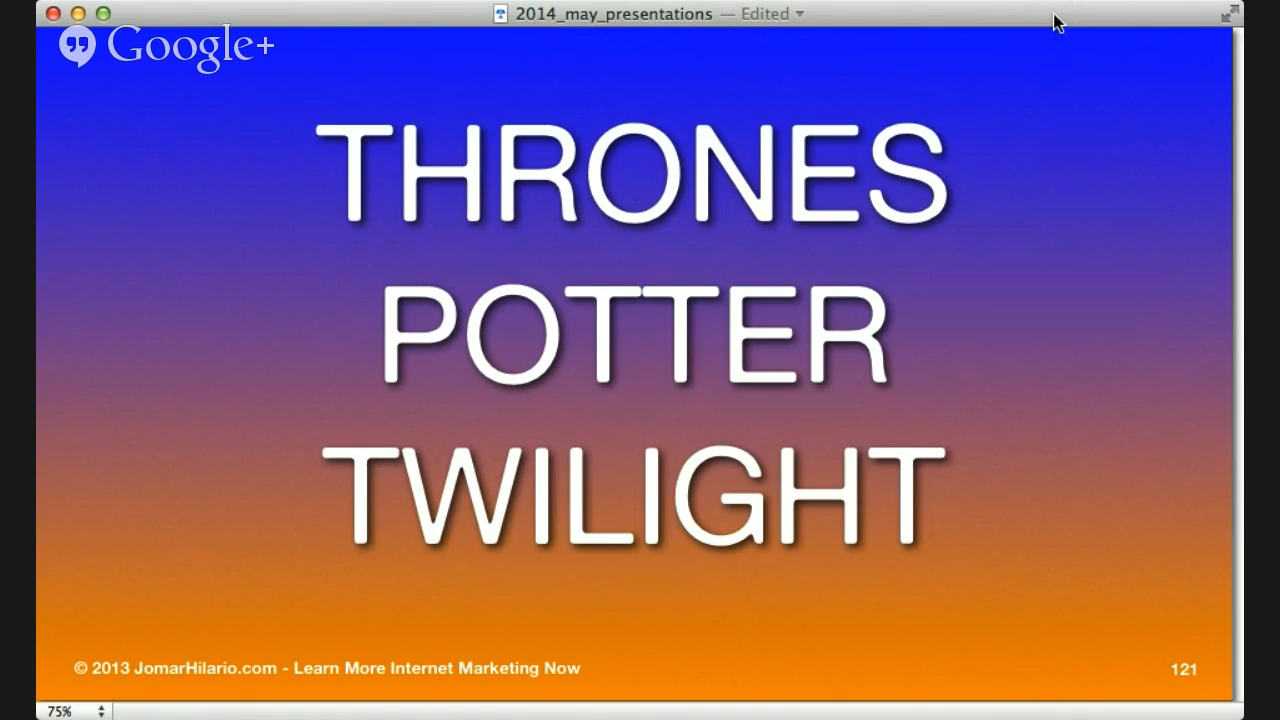 2014_may_presentations — Edited
Google+
THRONES
POTTER
TWILIGHT
© 2013 JomarHilario.com - Learn More Internet Marketing Now
121
75%